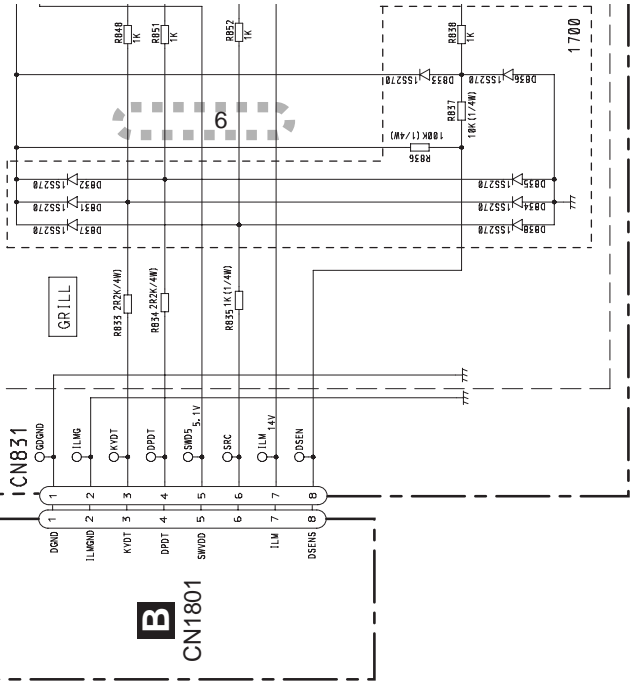 R848
1K
R851
1K
R852
1K
R838
1K
1700
1SS270
D833
1SS270
D836
R837
10K(1/4W)
6
100K(1/4W)
R836
1SS270
D832
1SS270
D835
1SS270
D831
1SS270
D834
1SS270
D837
1SS270
D838
GRILL
R833
2R2K/4W)
R834
2R2K/4W)
R835
1K(1/4W)
CN831
GDGND
ILMG
KYDT
DPDT
SWD5
5.1V
SRC
ILM
14V
DSEN
1 2 3 4 5 6 7 8
1 2 3 4 5 6 7 8
DGND
ILMGND
KYDT
DPDT
SWVDD
ILM
DSENS
B
CN1801